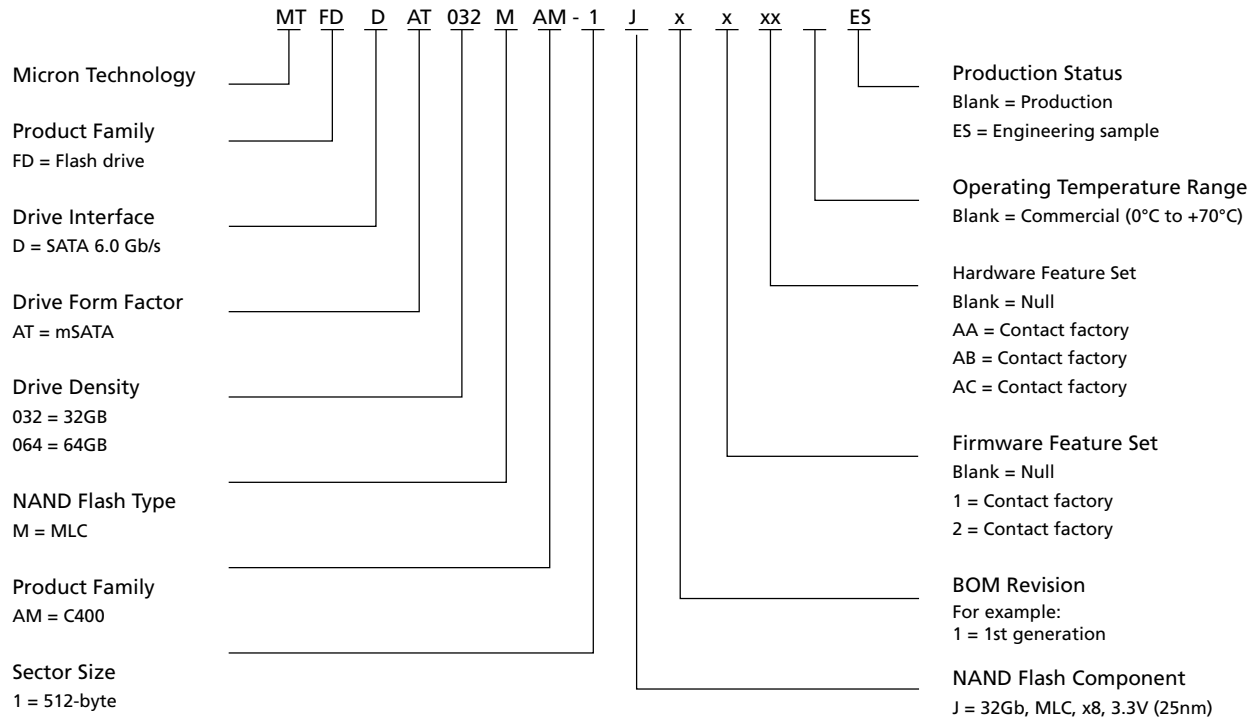 MT FD D AT 032 M AM - 1 J x x xx ES
Micron Technology
Product Family
FD = Flash drive
Drive Interface
D = SATA 6.0 Gb/s
Drive Form Factor
AT = mSATA
Drive Density
032 = 32GB
064 = 64GB
NAND Flash Type
M = MLC
Product Family
AM = C400
Sector Size
1 = 512-byte
Production Status
Blank = Production
ES = Engineering sample
Operating Temperature Range
Blank = Commercial (0°C to +70°C)
Hardware Feature Set
Blank = Null
AA = Contact factory
AB = Contact factory
AC = Contact factory
Firmware Feature Set
Blank = Null
1 = Contact factory
2 = Contact factory
BOM Revision
For example:
1 = 1st generation
NAND Flash Component
J = 32Gb, MLC, x8, 3.3V (25nm)